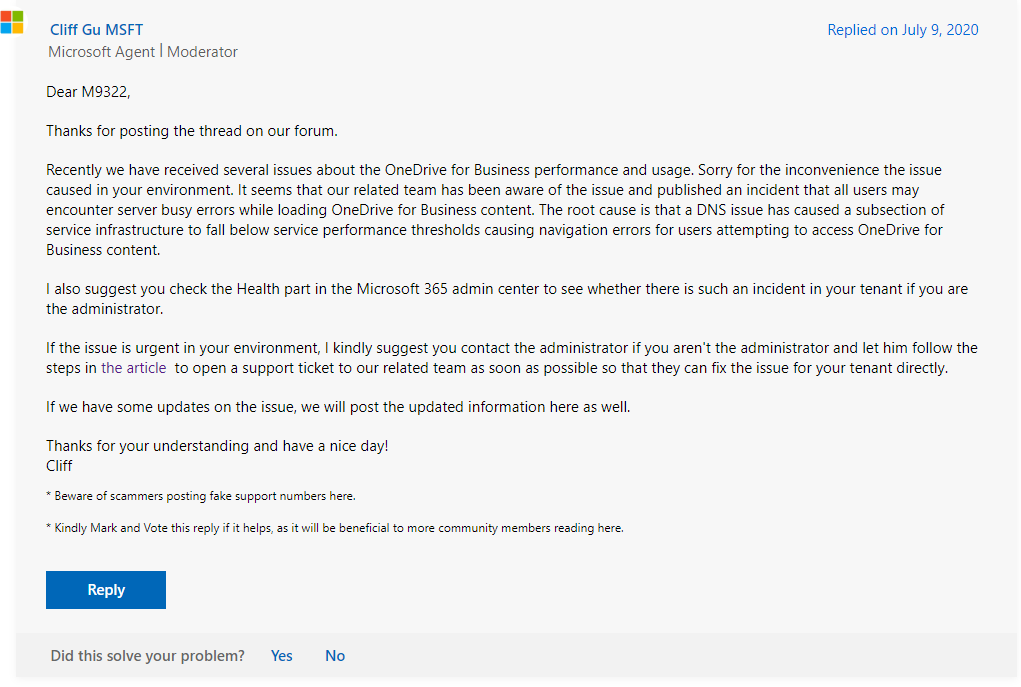 Cliff Gu MSFT
Replied on July 9, 2020
Microsoft Agent | Moderator
Dear M9322,
Thanks for posting the thread on our forum.
Recently we have received several issues about the OneDrive for Business performance and usage. Sorry for the inconvenience the issue
caused in your environment. It seems that our related team has been aware of the issue and published an incident that all users may
encounter server busy errors while loading OneDrive for Business content. The root cause is that a DNS issue has caused a subsection of
service infrastructure to fall below service performance thresholds causing navigation errors for users attempting to access OneDrive for
Business content.
I also suggest you check the Health part in the Microsoft 365 admin center to see whether there is such an incident in your tenant if you are
the administrator.
If the issue is urgent in your environment, I kindly suggest you contact the administrator if you aren't the administrator and let him follow the
steps in the article to open a support ticket to our related team as soon as possible so that they can fix the issue for your tenant directly.
If we have some updates on the issue, we will post the updated information here as well.
Thanks for your understanding and have a nice day!
Cliff
* Beware of scammers posting fake support numbers here.
* Kindly Mark and Vote this reply if it helps, as it will be beneficial to more community members reading here.
Reply
Did this solve your problem? Yes No